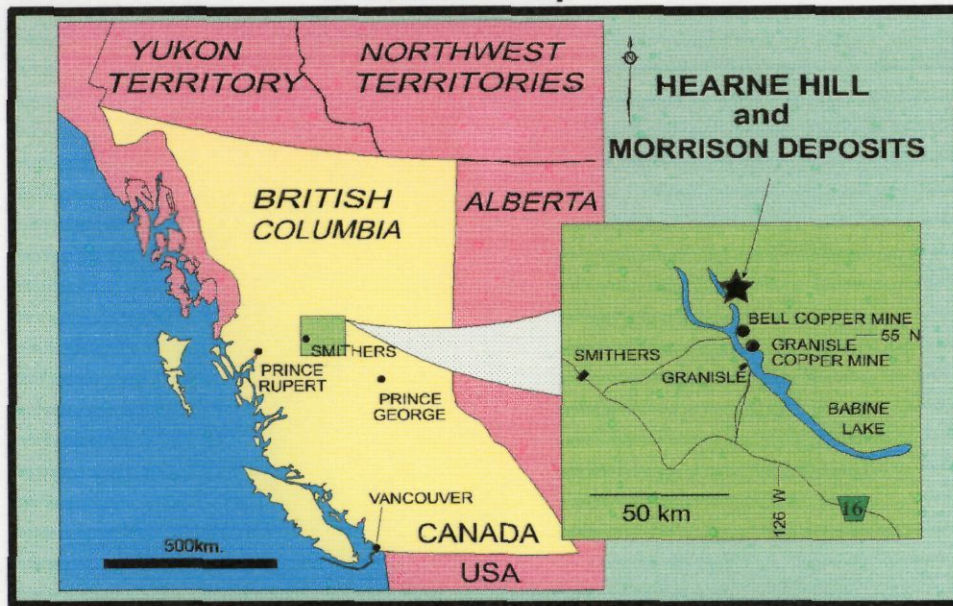 YUKON
TERRITORY
NORTHWEST
TERRITORIES
BRITISH
COLUMBIA
ALBERTA
SMITHERS
PRINCE
RUPERT
PRINCE
GEORGE
VANCOUVER
CANADA
USA
500km.
HEARNE HILL
and
MORRISON DEPOSITS
BELL COPPER MINE
55 N
GRANISLE
COPPER MINE
SMITHERS
GRANISLE
BABINE
LAKE
50 km
126 W
16